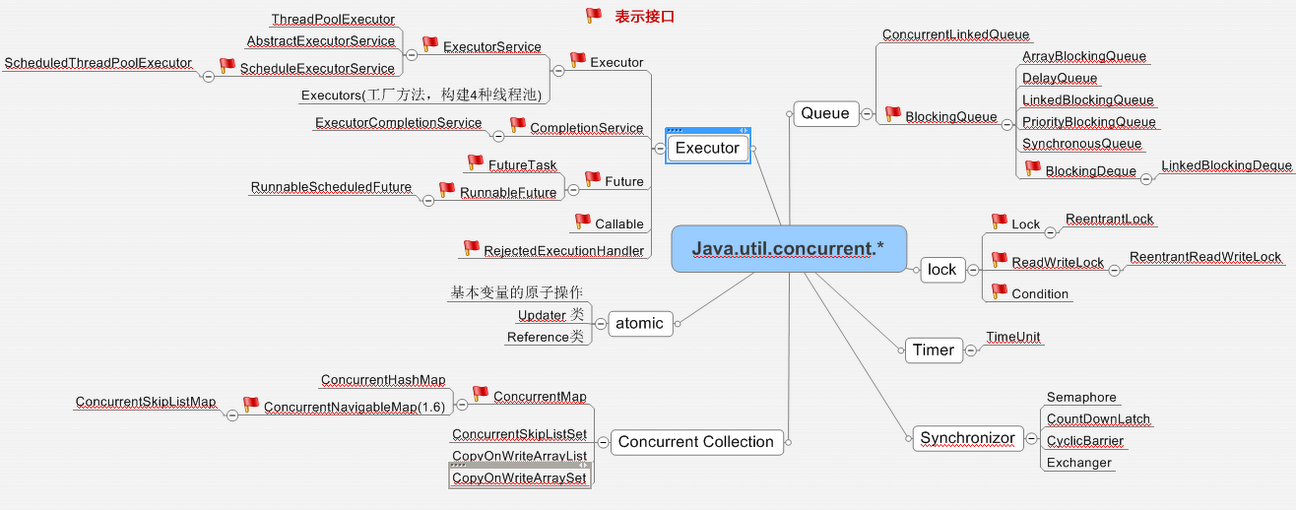 表示接口
Java.util.concurrent.*
Executor
Executor
ExecutorService
ThreadPoolExecutor
AbstractExecutorService
ScheduleExecutorService
ScheduledThreadPoolExecutor
Executors(工厂方法，构建4种线程池)
CompletionService
ExecutorCompletionService
Future
FutureTask
RunnableFuture
RunnableScheduledFuture
Callable
RejectedExecutionHandler
atomic
基本变量的原子操作
Updater 类
Reference类
Concurrent Collection
ConcurrentMap
ConcurrentHashMap
ConcurrentNavigableMap(1.6)
ConcurrentSkipListMap
ConcurrentSkipListSet
CopyOnWriteArrayList
CopyOnWriteArraySet
Queue
ConcurrentLinkedQueue
BlockingQueue
ArrayBlockingQueue
DelayQueue
LinkedBlockingQueue
PriorityBlockingQueue
SynchronousQueue
BlockingDeque
LinkedBlockingDeque
lock
Lock
ReentrantLock
ReadWriteLock
ReentrantReadWriteLock
Condition
Timer
TimeUnit
Synchronizor
Semaphore
CountDownLatch
CyclicBarrier
Exchanger